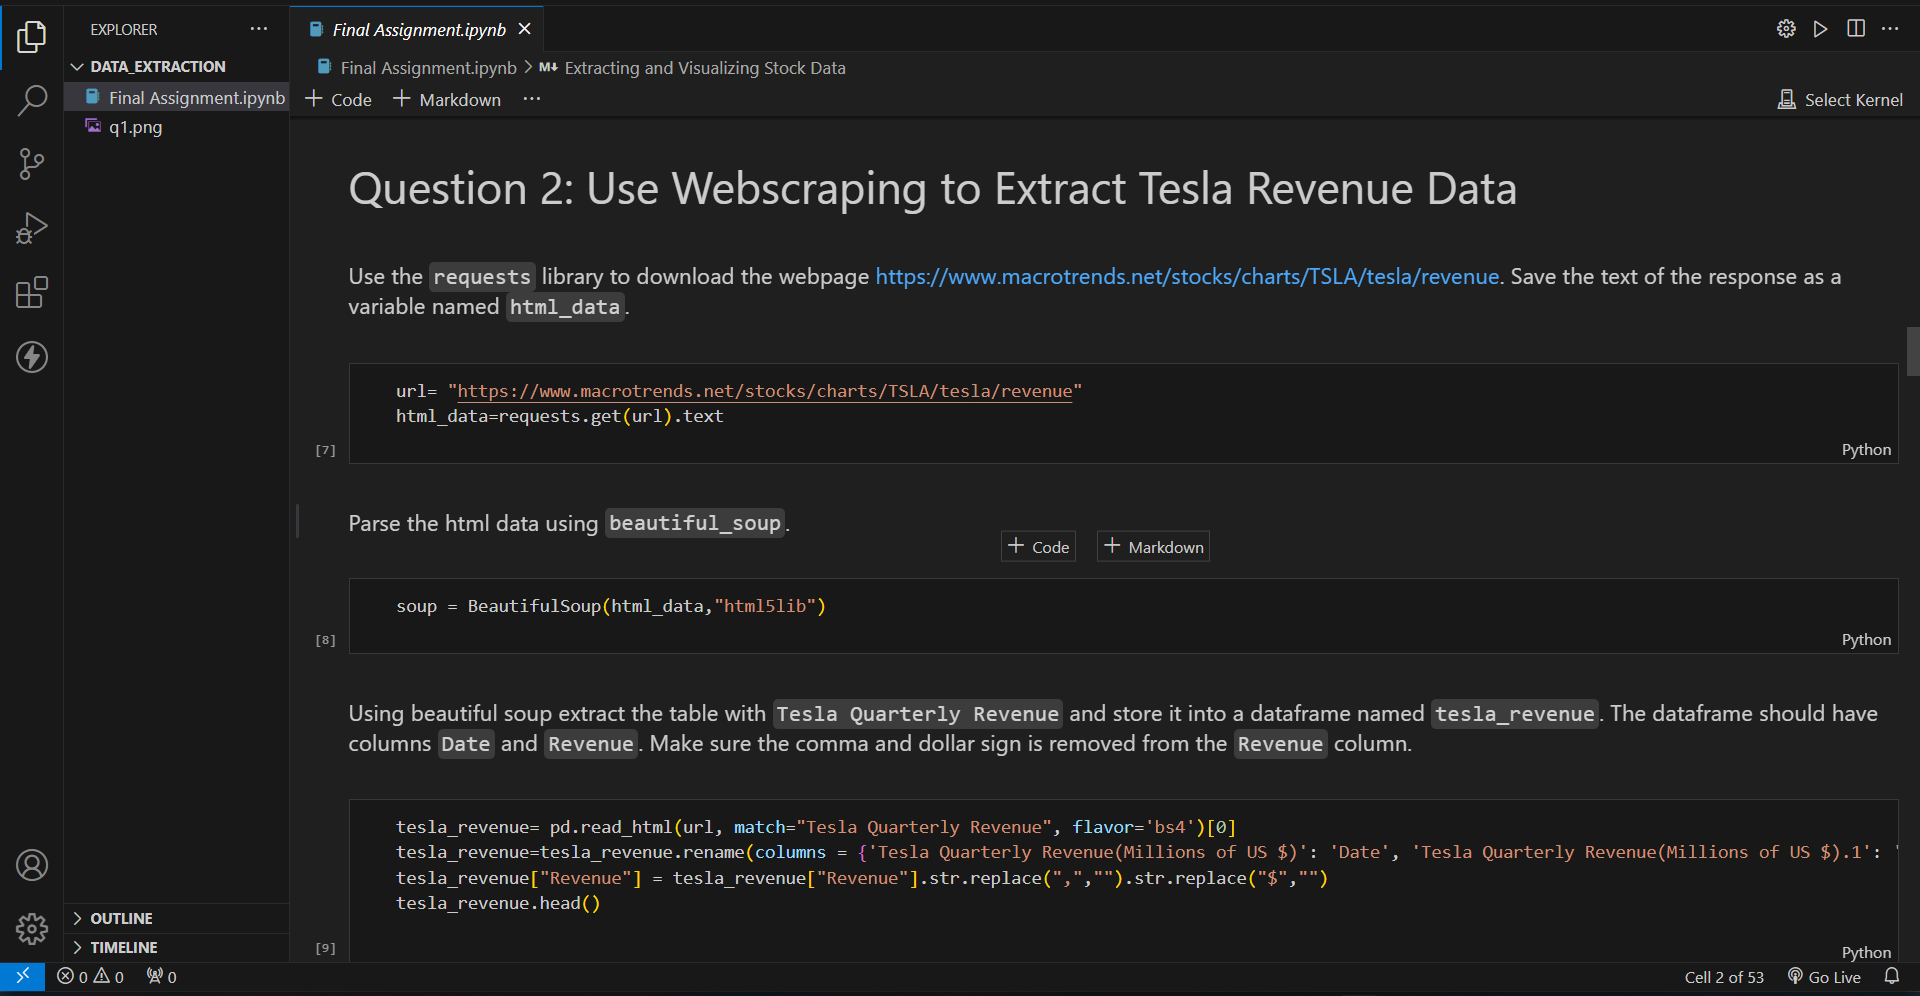 EXPLORER
DATA_EXTRACTION
Final Assignment.ipynb
q1.png
OUTLINE
TIMELINE
Final Assignment.ipynb
Final Assignment.ipynb > M↓ Extracting and Visualizing Stock Data
+ Code + Markdown ...
Select Kernel
Question 2: Use Webscraping to Extract Tesla Revenue Data
Use the requests library to download the webpage https://www.macrotrends.net/stocks/charts/TSLA/tesla/revenue. Save the text of the response as a
variable named html_data.
url= "https://www.macrotrends.net/stocks/charts/TSLA/tesla/revenue"
html_data=requests.get(url).text
[7]
Python
Parse the html data using beautiful_soup.
+ Code + Markdown
soup = BeautifulSoup(html_data,"html5lib")
[8]
Python
Using beautiful soup extract the table with Tesla Quarterly Revenue and store it into a dataframe named tesla_revenue. The dataframe should have
columns Date and Revenue. Make sure the comma and dollar sign is removed from the Revenue column.
tesla_revenue= pd.read_html(url, match="Tesla Quarterly Revenue", flavor='bs4')[0]
tesla_revenue=tesla_revenue.rename(columns = {'Tesla Quarterly Revenue(Millions of US $)': 'Date', 'Tesla Quarterly Revenue(Millions of US $).1': '
tesla_revenue["Revenue"] = tesla_revenue["Revenue"].str.replace(",","").str.replace("$","")
tesla_revenue.head()
[9]
Python
0 0 0
Cell 2 of 53 Go Live